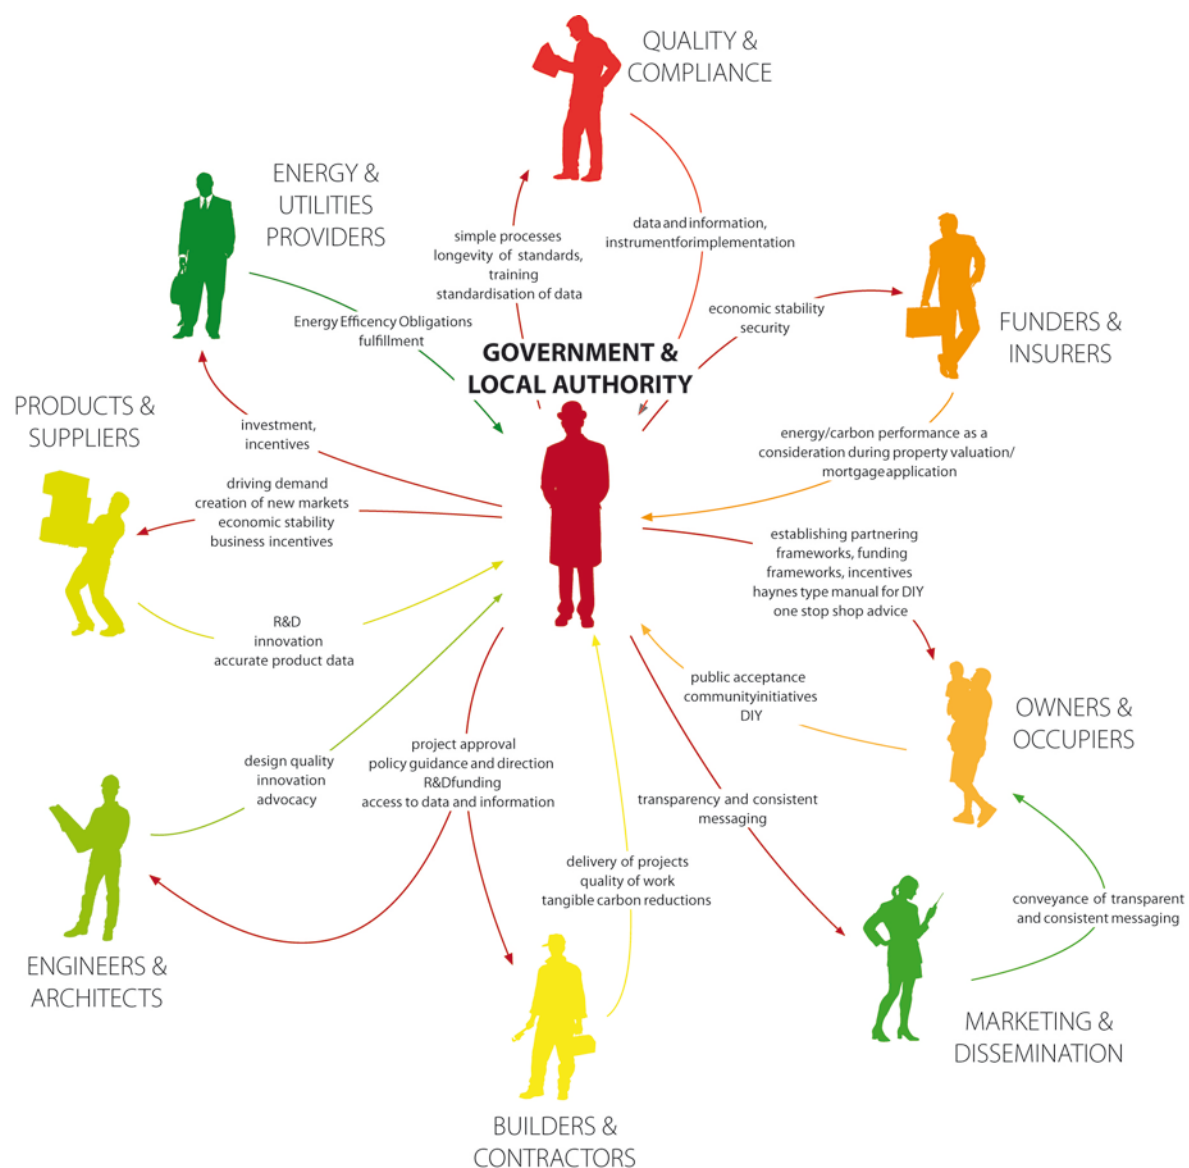 QUALITY &
COMPLIANCE
ENERGY &
UTILITIES
PROVIDERS
simple processes
longevity of standards,
training
standardisation of data
data and information,
instrumentforimplementation
economic stability
security
FUNDERS &
INSURERS
Energy Efficency Obligations
fulfillment
GOVERNMENT &
LOCAL AUTHORITY
PRODUCTS &
SUPPLIERS
investment,
incentives
energy/carbon performance as a
consideration during property valuation/
mortgage application
driving demand
creation of new markets
economic stability
business incentives
establishing partnering
frameworks, funding
frameworks, incentives
haynes type manual for DIY
one stop shop advice
R&D
innovation
accurate product data
public acceptance
communityinitiatives
DIY
OWNERS &
OCCUPIERS
design quality
innovation
advocacy
project approval
policy guidance and direction
R&Dfunding
access to data and information
transparency and consistent
messaging
delivery of projects
quality of work
tangible carbon reductions
conveyance of transparent
and consistent messaging
ENGINEERS &
ARCHITECTS
MARKETING &
DISSEMINATION
BUILDERS &
CONTRACTORS